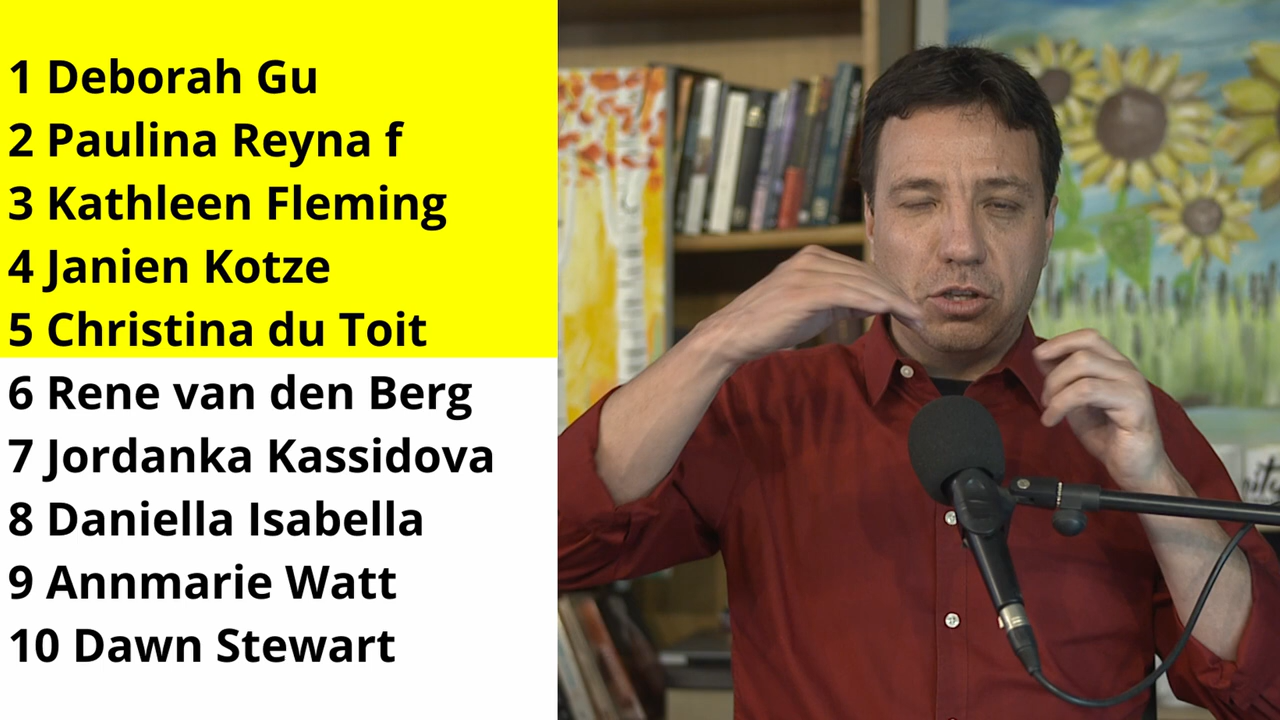 1 Deborah Gu
2 Paulina Reyna f
3 Kathleen Fleming
4 Janien Kotze
5 Christina du Toit
6 Rene van den Berg
7 Jordanka Kassidova
8 Daniella Isabella
9 Annmarie Watt
10 Dawn Stewart